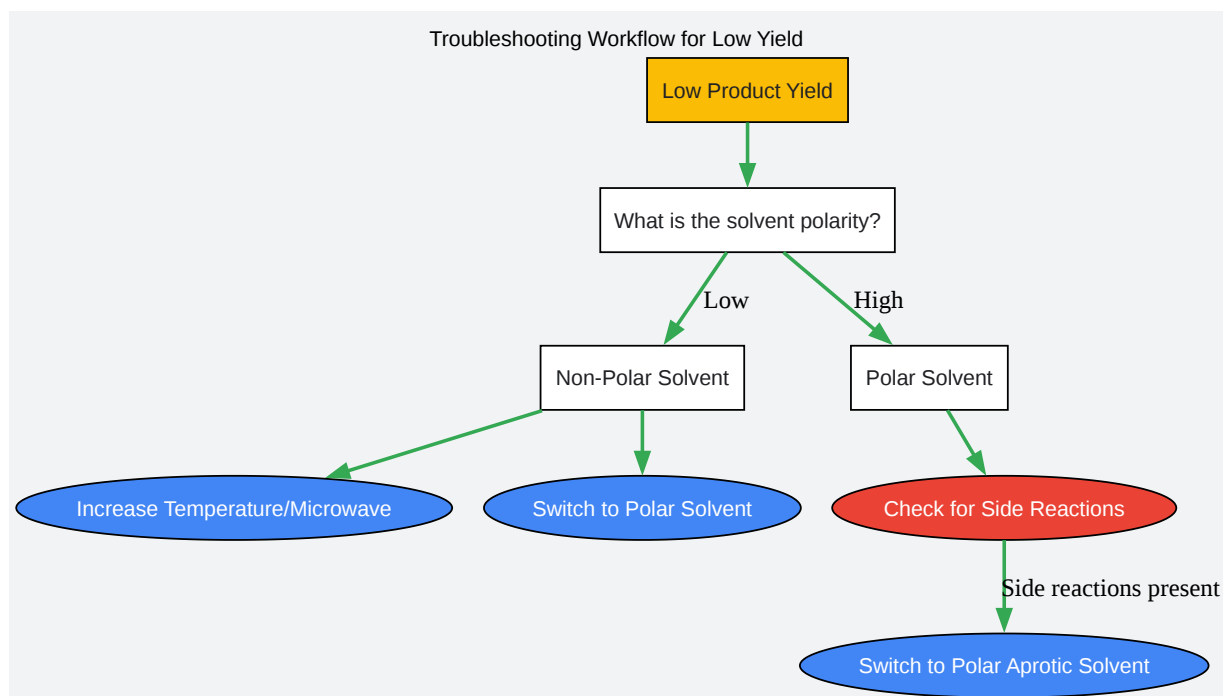 Troubleshooting Workflow for Low Yield
Low Product Yield
What is the solvent polarity?
Low
High
Non-Polar Solvent
Polar Solvent
Increase Temperature/Microwave
Switch to Polar Solvent
Check for Side Reactions
Side reactions present
Switch to Polar Aprotic Solvent